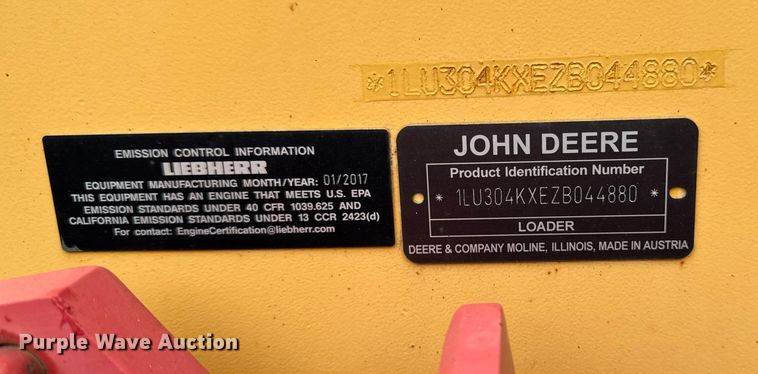 *1LU304KXEZB044880*
EMISSION CONTROL INFORMATION
LIEBHERR
EQUIPMENT MANUFACTURING MONTH/YEAR: 01/2017
THIS EQUIPMENT HAS AN ENGINE THAT MEETS U.S. EPA
EMISSION STANDARDS UNDER 40 CFR 1039.625 AND
CALIFORNIA EMISSION STANDARDS UNDER 13 CCR 2423(d)
For contact: EngineCertification@liebherr.com
JOHN DEERE
Product Identification Number
* 1LU304KXEZB044880 *
LOADER
DEERE & COMPANY MOLINE, ILLINOIS, MADE IN AUSTRIA
Purple Wave Auction